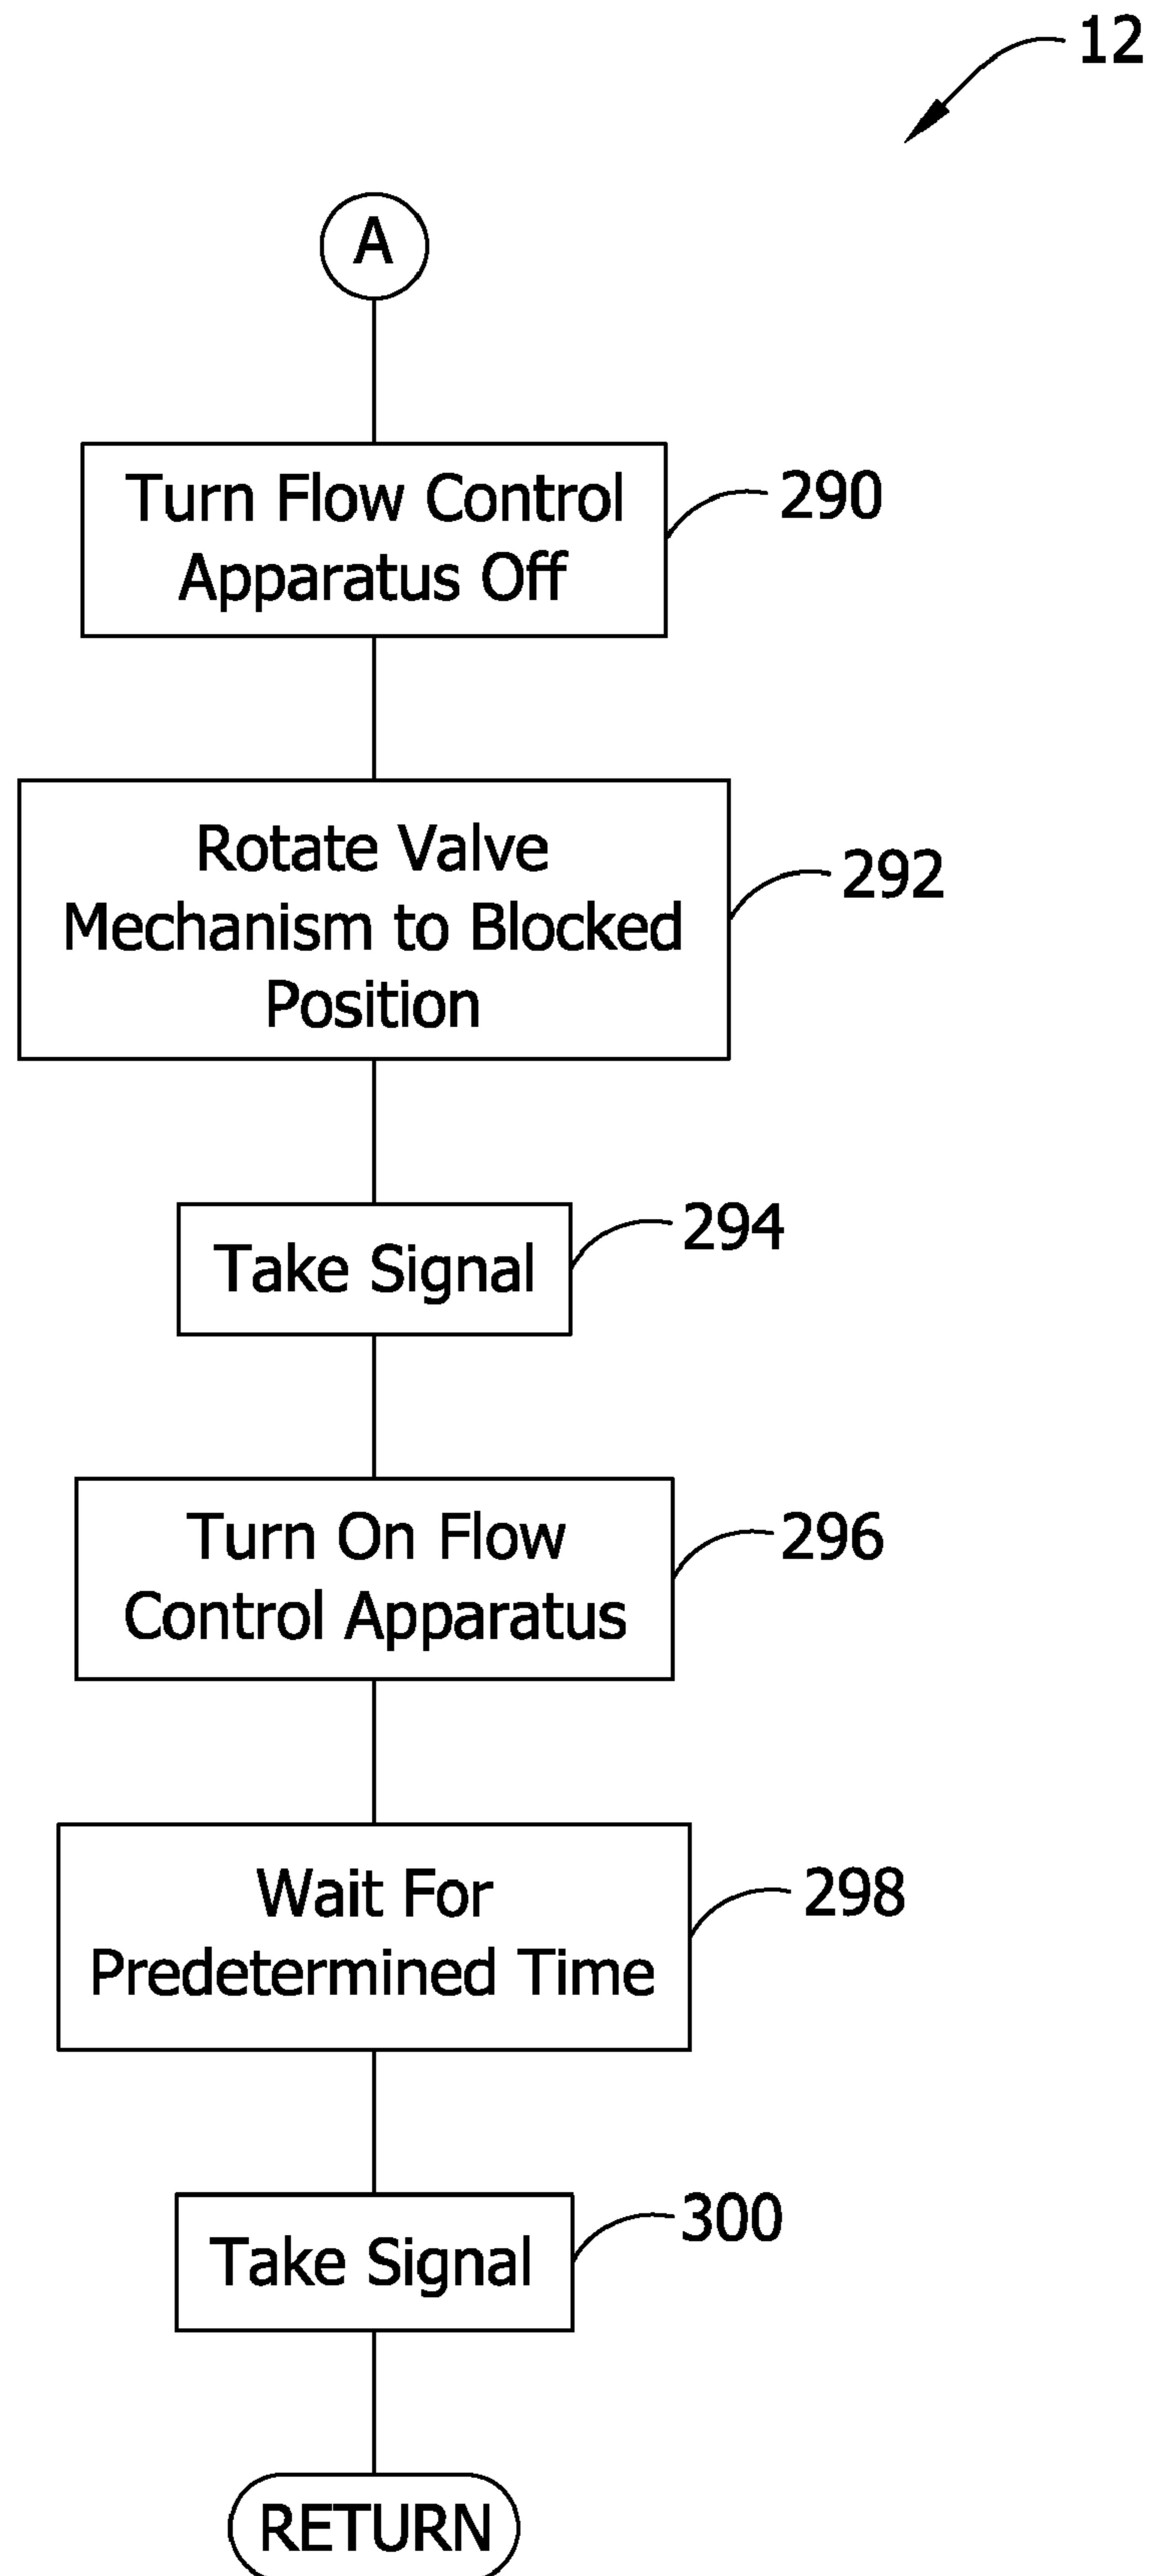 12
A
Turn Flow Control
Apparatus Off
290
Rotate Valve
Mechanism to Blocked
Position
292
Take Signal
294
Turn On Flow
Control Apparatus
296
Wait For
Predetermined Time
298
Take Signal
300
RETURN